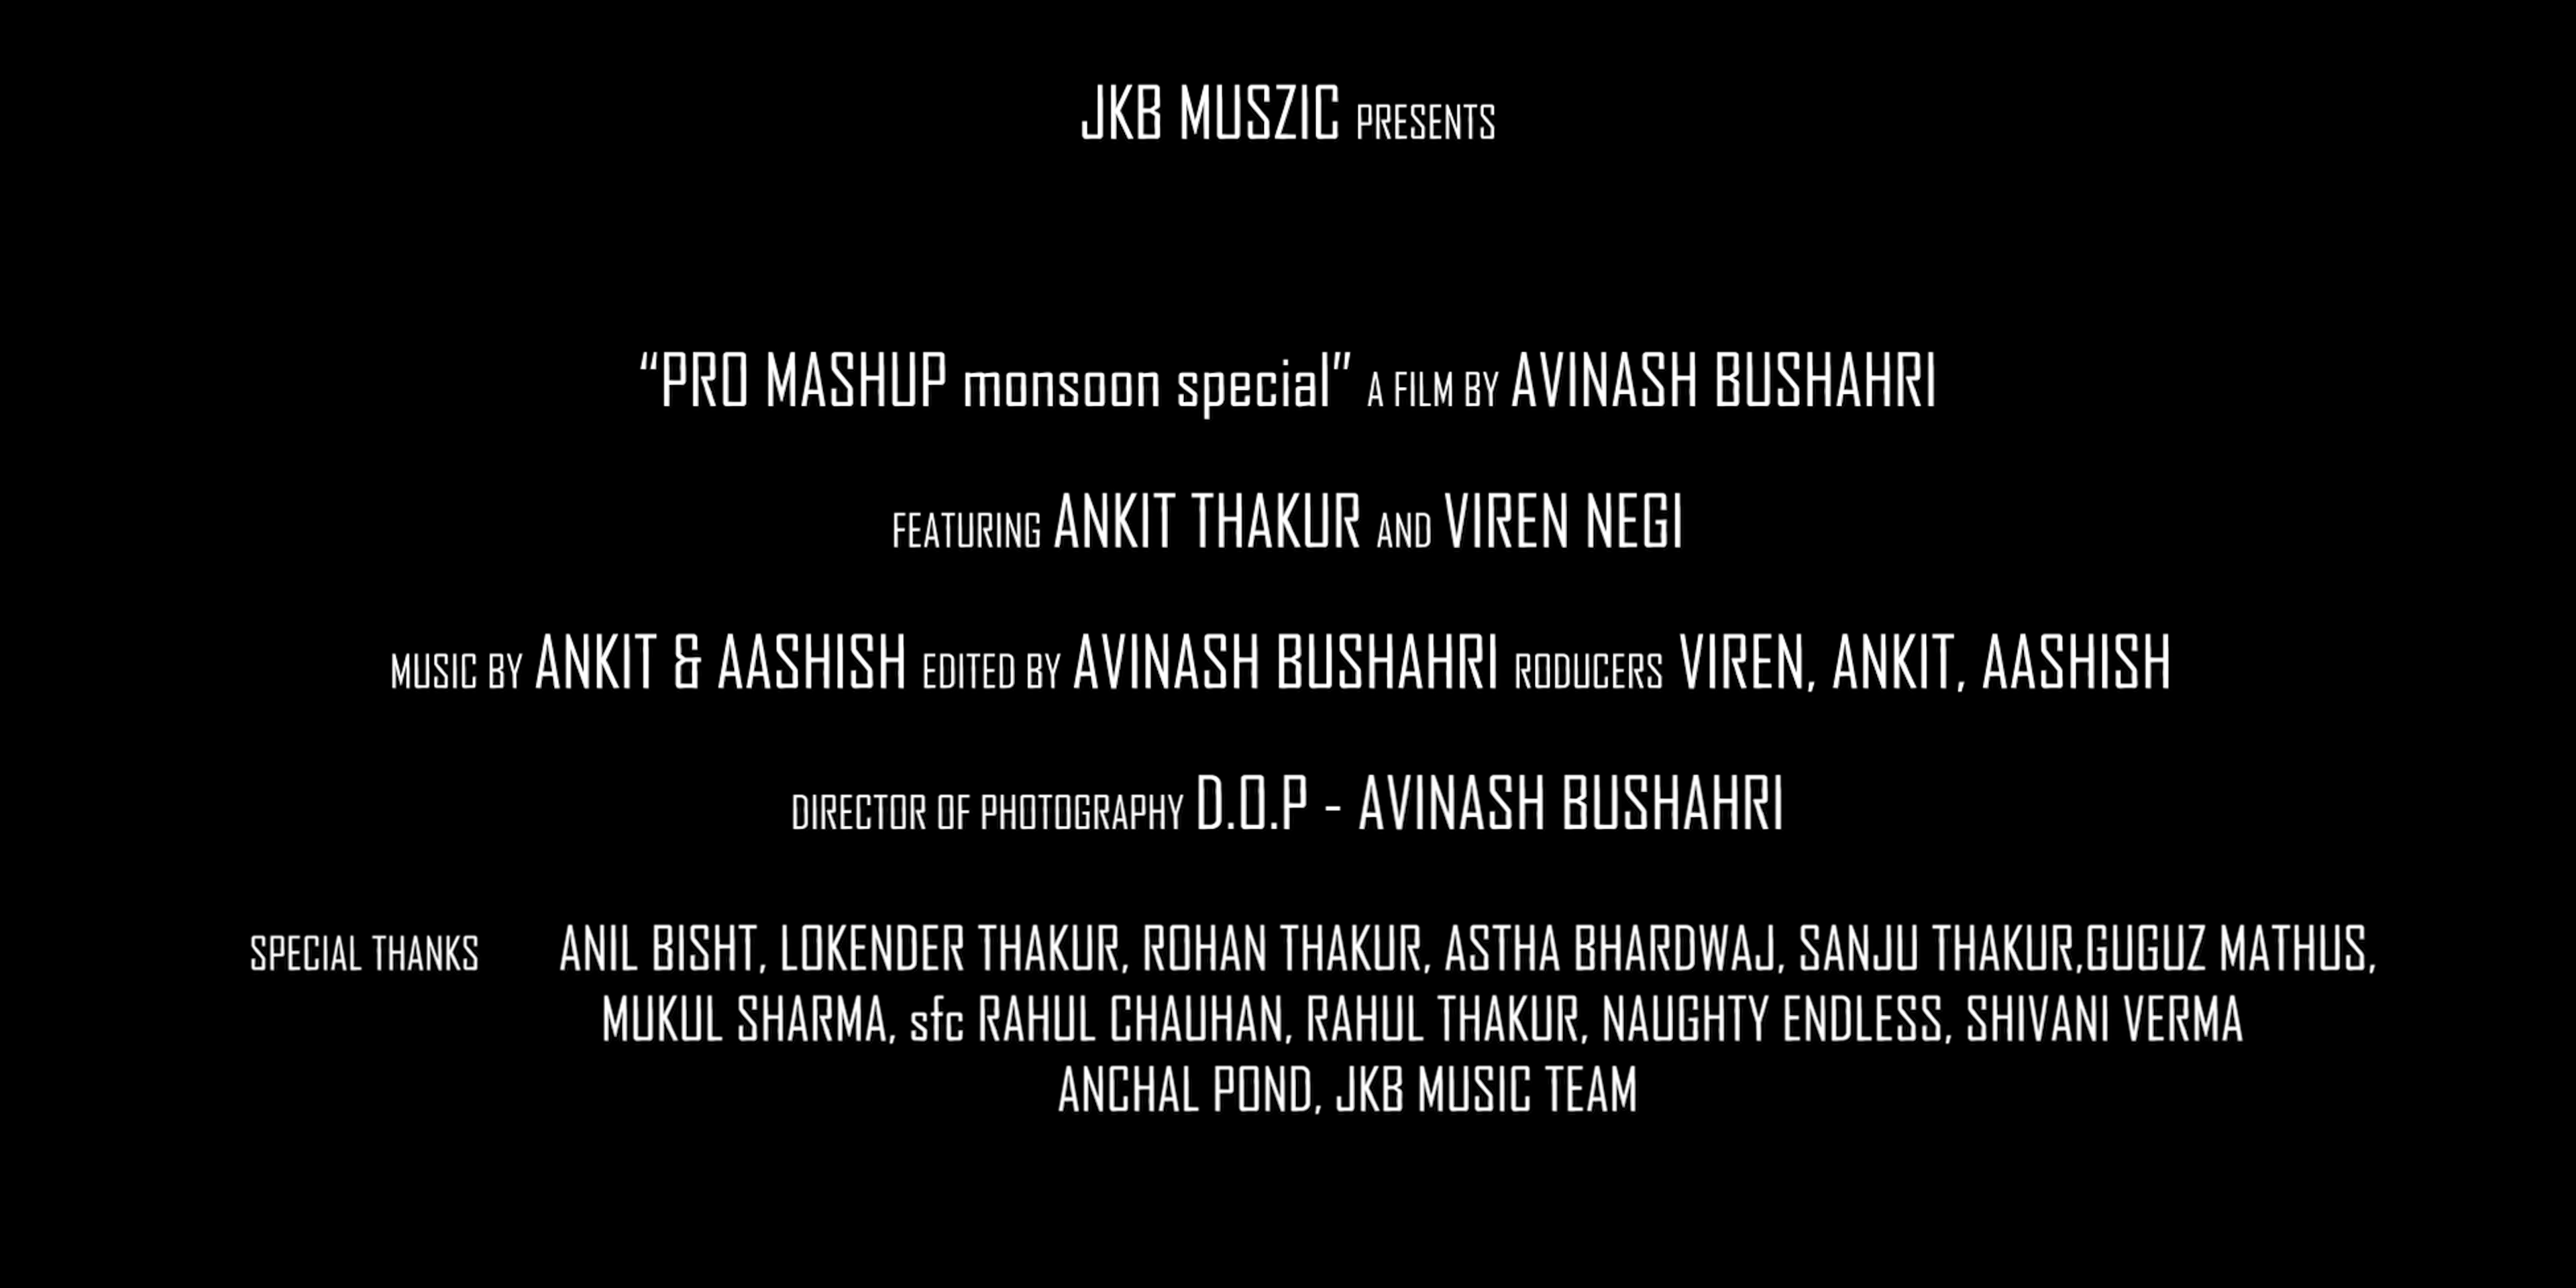 JKB MUSZIC PRESENTS
“PRO MASHUP monsoon special” A FILM BY AVINASH BUSHAHRI
FEATURING ANKIT THAKUR AND VIREN NEGI
MUSIC BY ANKIT & AASHISH EDITED BY AVINASH BUSHAHRI RODUCERS VIREN, ANKIT, AASHISH
DIRECTOR OF PHOTOGRAPHY D.O.P - AVINASH BUSHAHRI
SPECIAL THANKS ANIL BISHT, LOKENDER THAKUR, ROHAN THAKUR, ASTHA BHARDWAJ, SANJU THAKUR,GUGUZ MATHUS,
MUKUL SHARMA, sfc RAHUL CHAUHAN, RAHUL THAKUR, NAUGHTY ENDLESS, SHIVANI VERMA
ANCHAL POND, JKB MUSIC TEAM